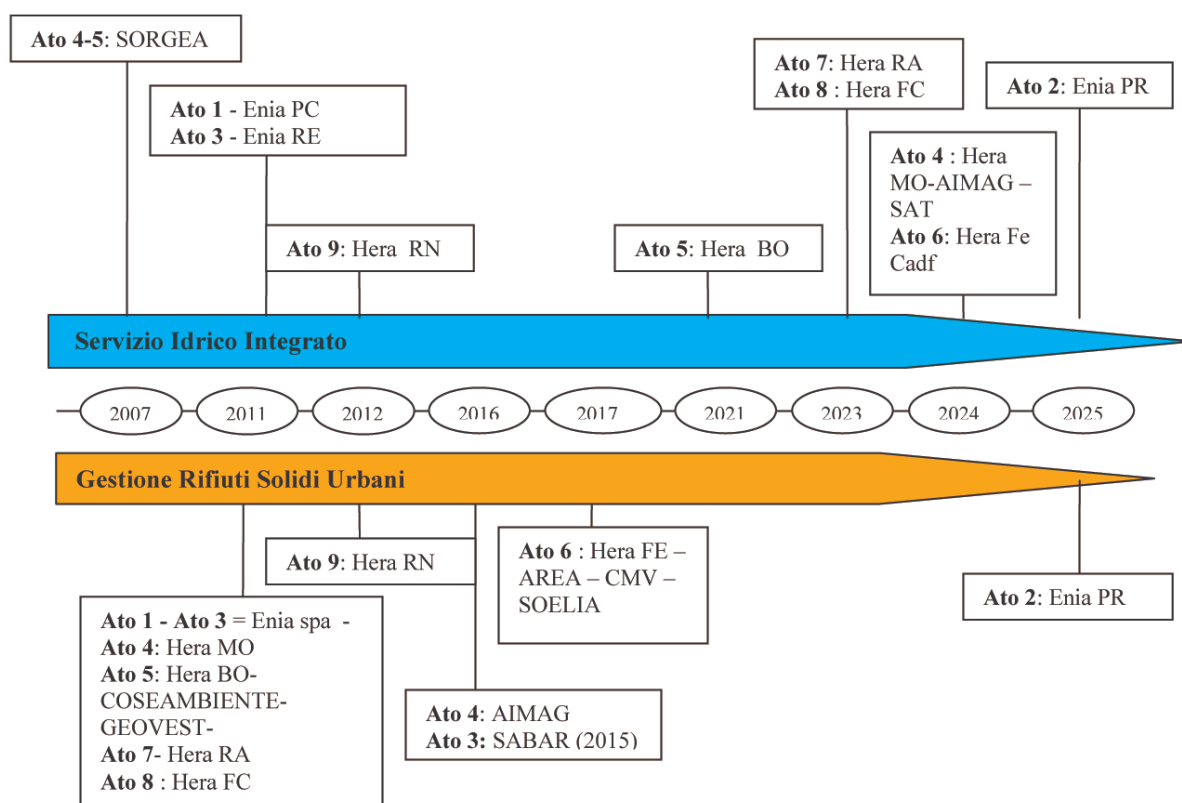 Ato 4-5: SORGEA
Ato 1 - Enia PC
Ato 3 - Enia RE
Ato 9: Hera RN
Ato 5: Hera BO
Ato 7: Hera RA
Ato 8 : Hera FC
Ato 4 : Hera
MO-AIMAG –
SAT
Ato 6: Hera Fe
Cadf
Ato 2: Enia PR
Servizio Idrico Integrato
2007
2011
2012
2016
2017
2021
2023
2024
2025
Gestione Rifiuti Solidi Urbani
Ato 1 - Ato 3 = Enia spa -
Ato 4: Hera MO
Ato 5: Hera BO-
COSEAMBIENTE-
GEOVEST-
Ato 7- Hera RA
Ato 8 : Hera FC
Ato 9: Hera RN
Ato 4: AIMAG
Ato 3: SABAR (2015)
Ato 6 : Hera FE –
AREA – CMV –
SOELIA
Ato 2: Enia PR